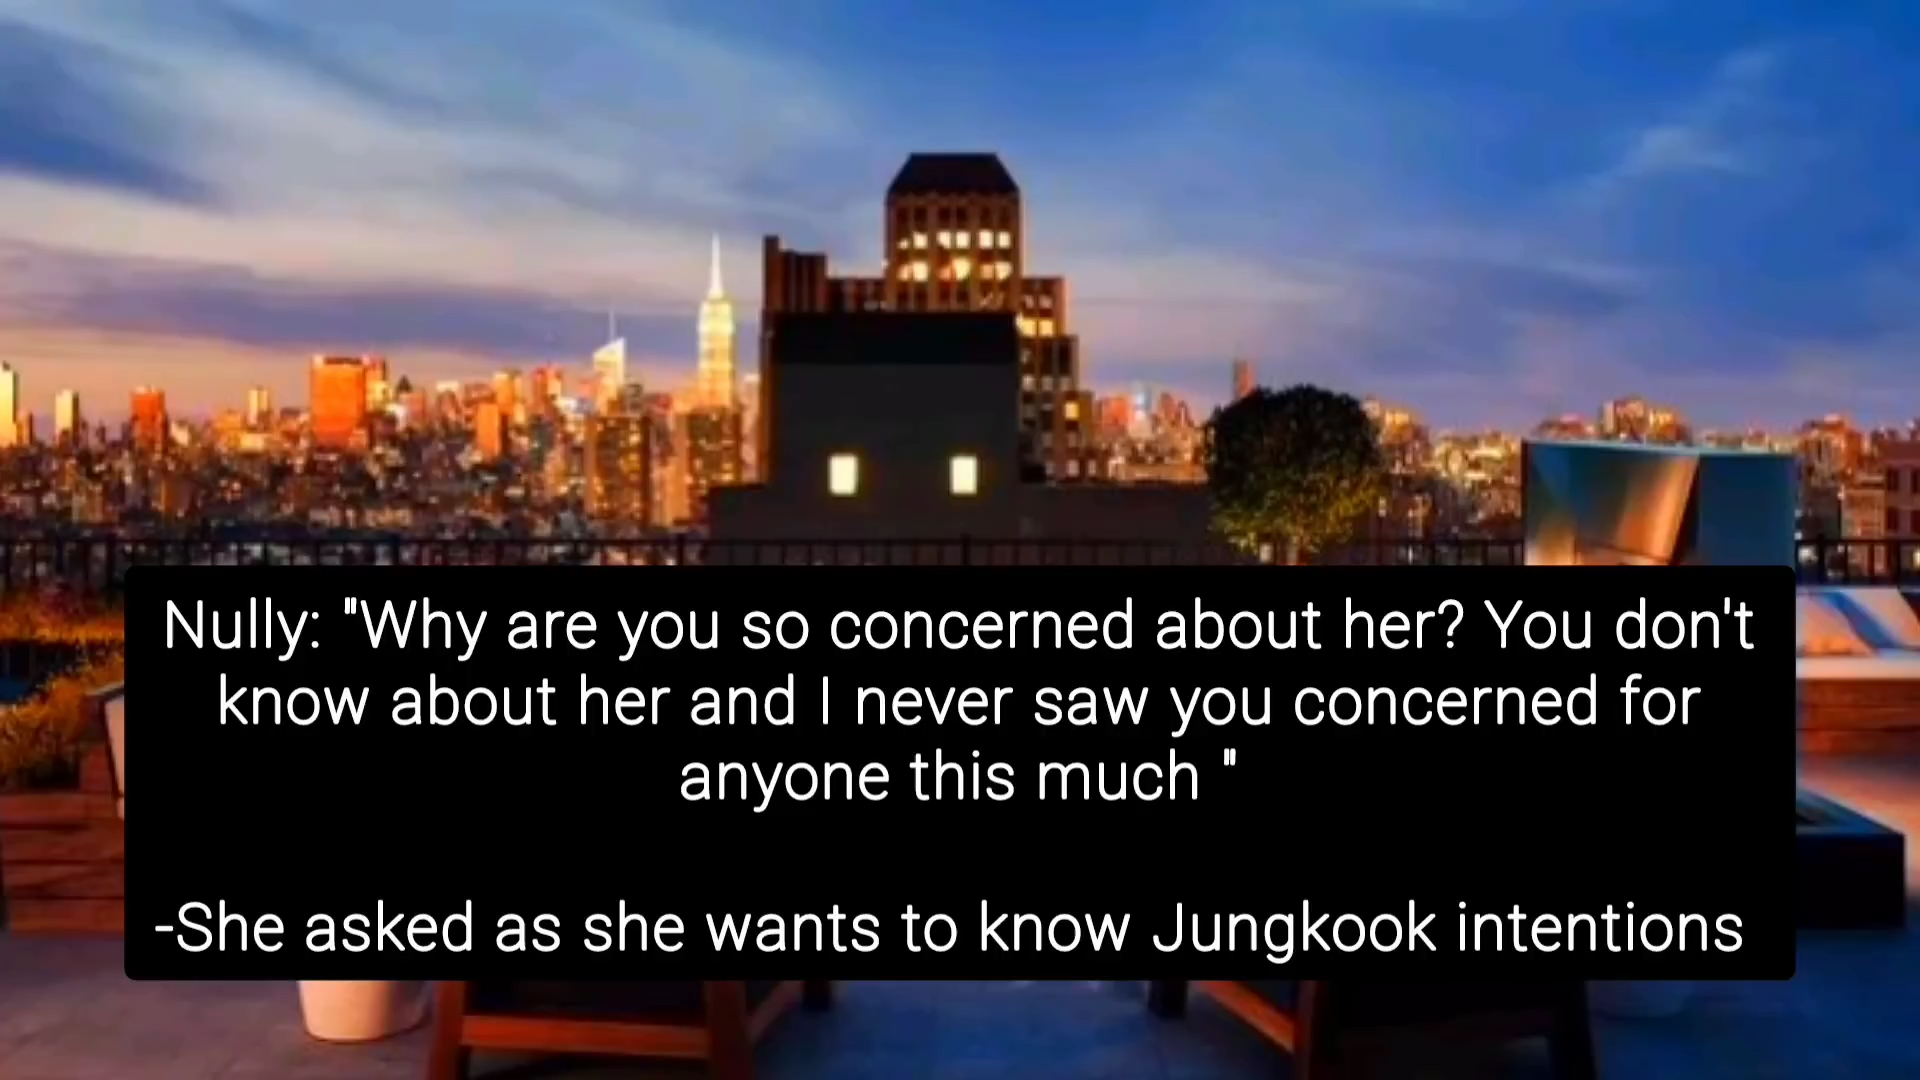 Nully: "Why are you so concerned about her? You don't
know about her and I never saw you concerned for
anyone this much "
-She asked as she wants to know Jungkook intentions